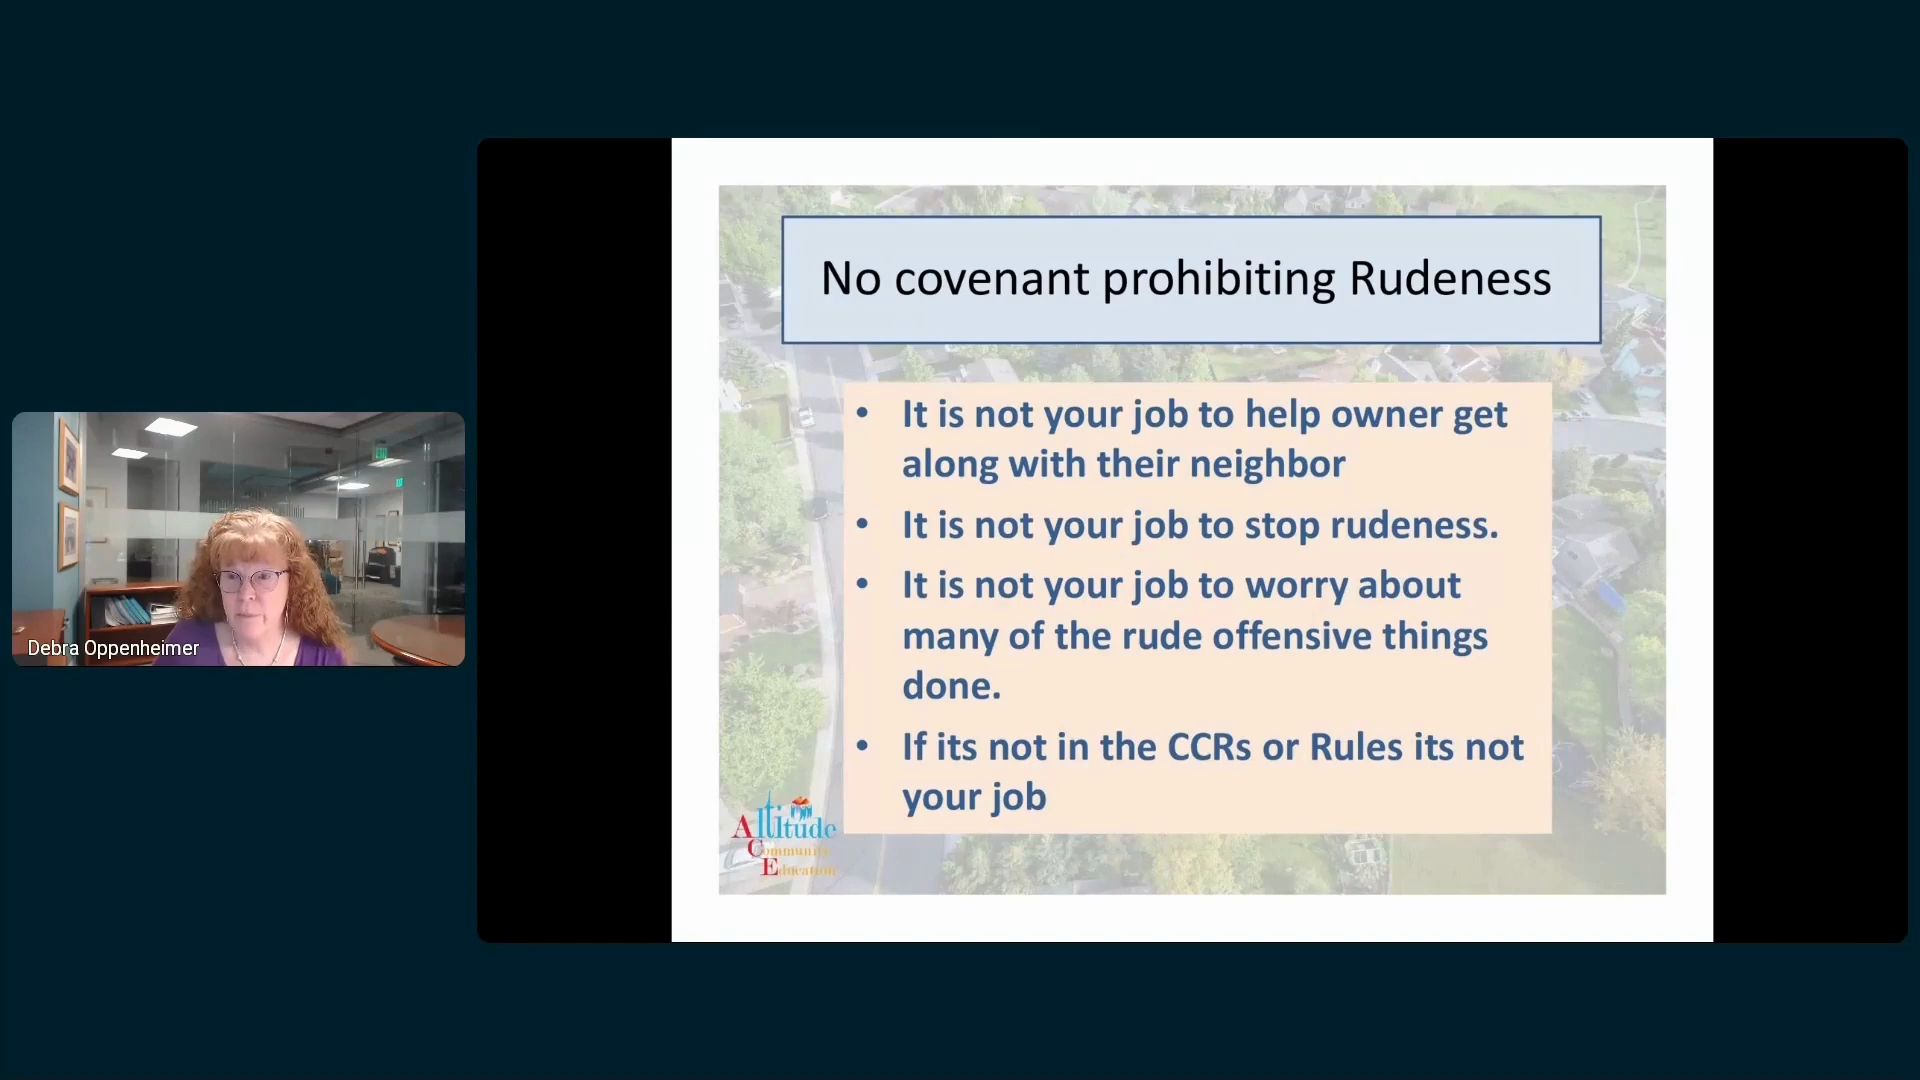 No covenant prohibiting Rudeness
• It is not your job to help owner get
along with their neighbor
• It is not your job to stop rudeness.
• It is not your job to worry about
many of the rude offensive things
done.
• If its not in the CCRs or Rules its not
your job
Altitude
Community
Education
Debra Oppenheimer